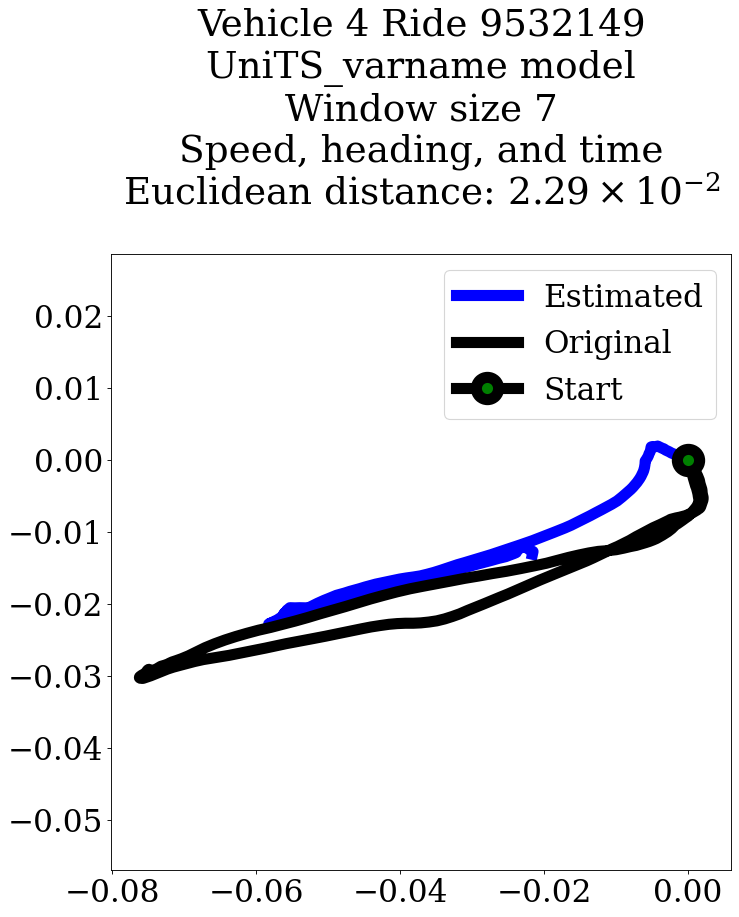 Vehicle 4 Ride 9532149
UniTS_varname model
Window size 7
Speed, heading, and time
Euclidean distance: 2.29 × 10⁻²
Estimated
Original
Start
0.02
0.01
0.00
−0.01
−0.02
−0.03
−0.04
−0.05
−0.08 −0.06 −0.04 −0.02 0.00